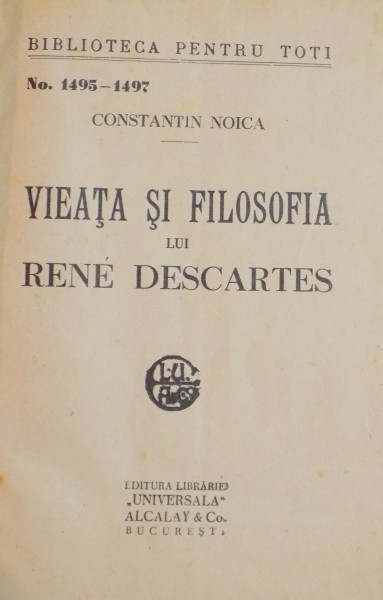 BIBLIOTECA PENTRU TOTI
No. 1495–1497
CONSTANTIN NOICA
VIEAŢA ŞI FILOSOFIA
LUI
RENÉ DESCARTES
L.U.
A.&Co.
EDITURA LIBRĂRIEI
„UNIVERSALA"
ALCALAY & Co.
BUCUREŞTI